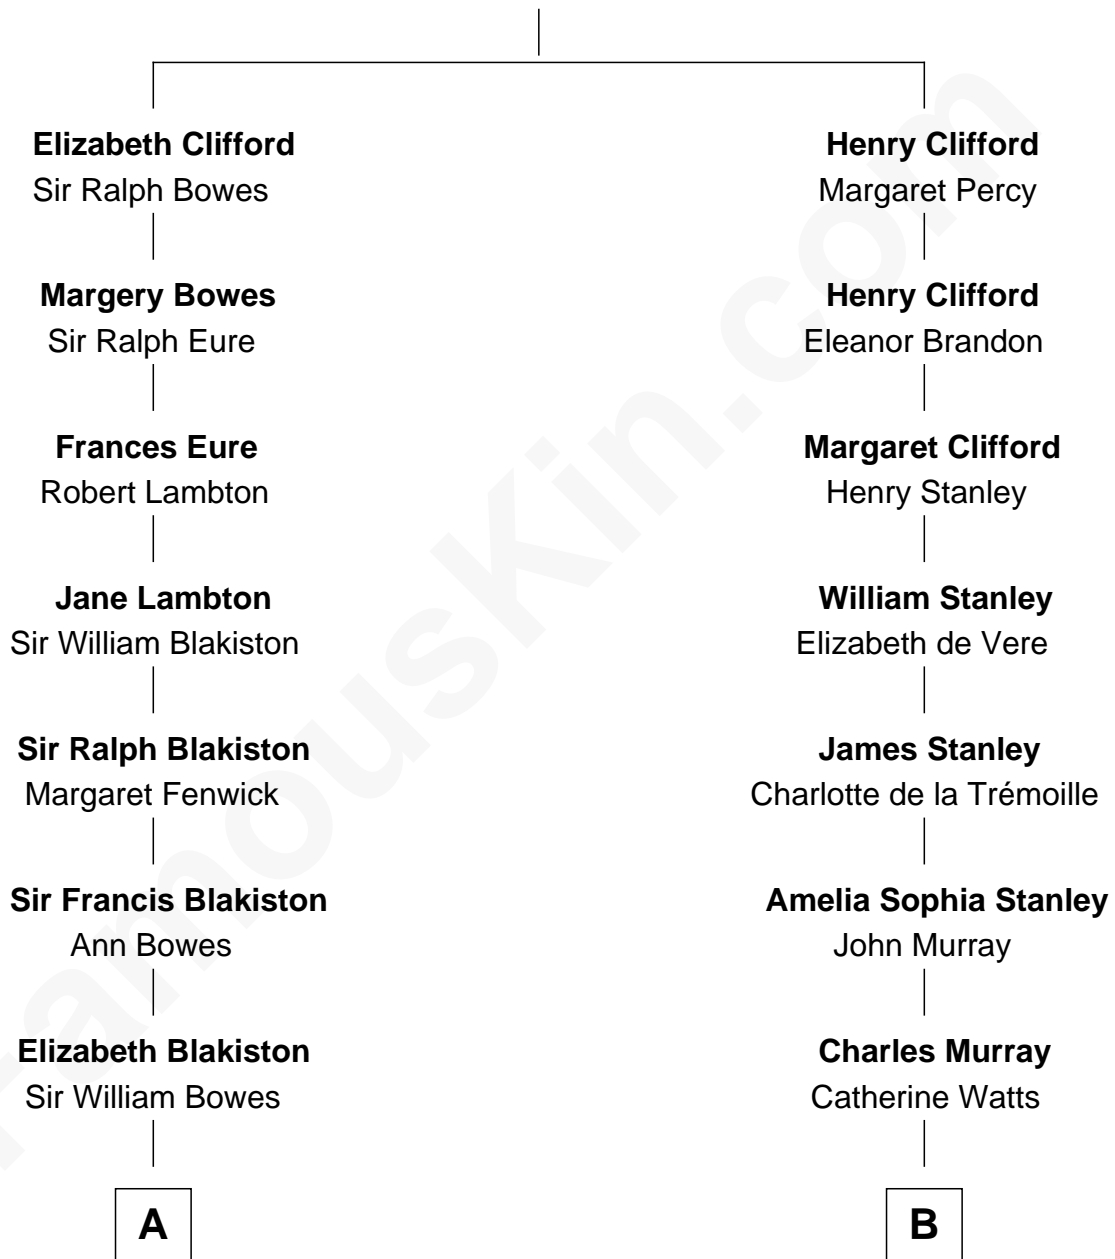 Elizabeth Clifford
Sir Ralph Bowes
Margery Bowes
Sir Ralph Eure
Frances Eure
Robert Lambton
Jane Lambton
Sir William Blakiston
Sir Ralph Blakiston
Margaret Fenwick
Sir Francis Blakiston
Ann Bowes
Elizabeth Blakiston
Sir William Bowes
A
Henry Clifford
Margaret Percy
Henry Clifford
Eleanor Brandon
Margaret Clifford
Henry Stanley
William Stanley
Elizabeth de Vere
James Stanley
Charlotte de la Trémoille
Amelia Sophia Stanley
John Murray
Charles Murray
Catherine Watts
B
FamousKin.com